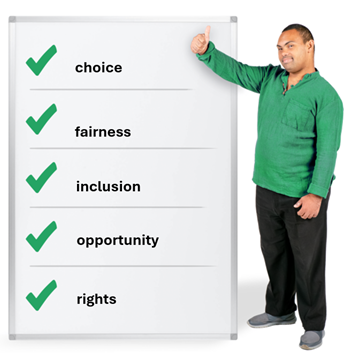 choice
fairness
inclusion
opportunity
rights